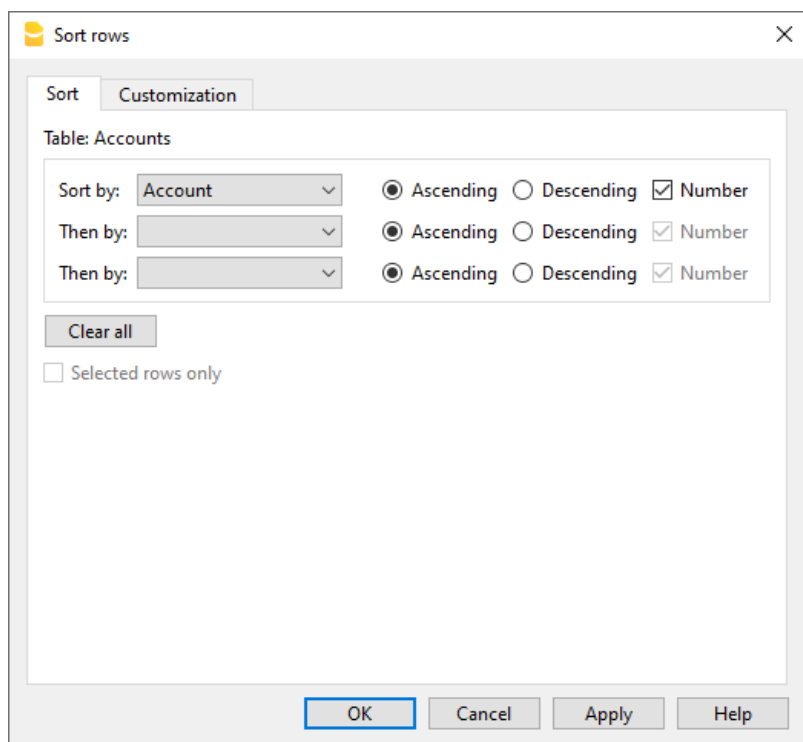 Sort rows
Sort Customization
Table: Accounts
Sort by: Account Ascending Descending Number
Then by: Ascending Descending Number
Then by: Ascending Descending Number
Clear all
Selected rows only
OK Cancel Apply Help